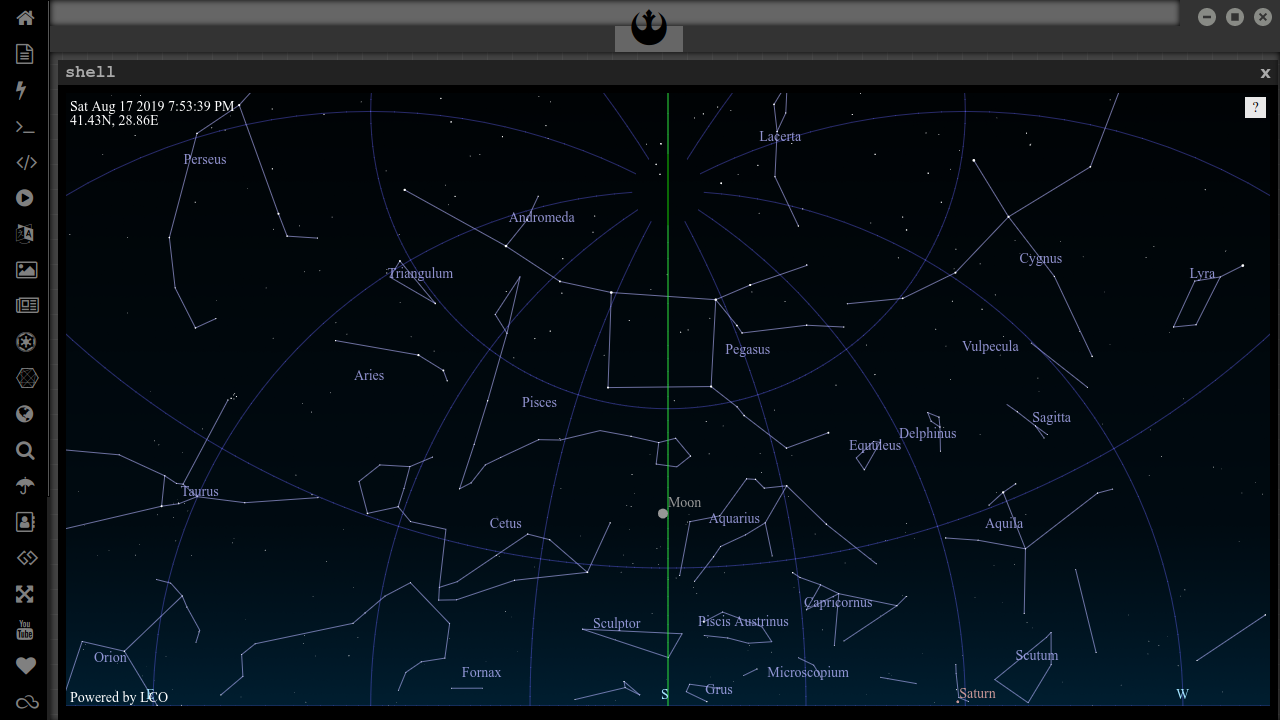 shell
x
Sat Aug 17 2019 7:53:39 PM
?
41.43N, 28.86E
Lacerta
Perseus
Andromeda
Cygnus
Triangulum
Lyra
Vulpecula
Pegasus
Aries
Pisces
Sagitta
Delphinus
Equuleus
Taurus
Moon
Aquarius
Cetus
Aquila
Capricornus
Piscis Austrinus
Sculptor
Scutum
Orion
Fornax
Microscopium
Grus
Saturn
S
W
E
Powered by LCO
You
Tube